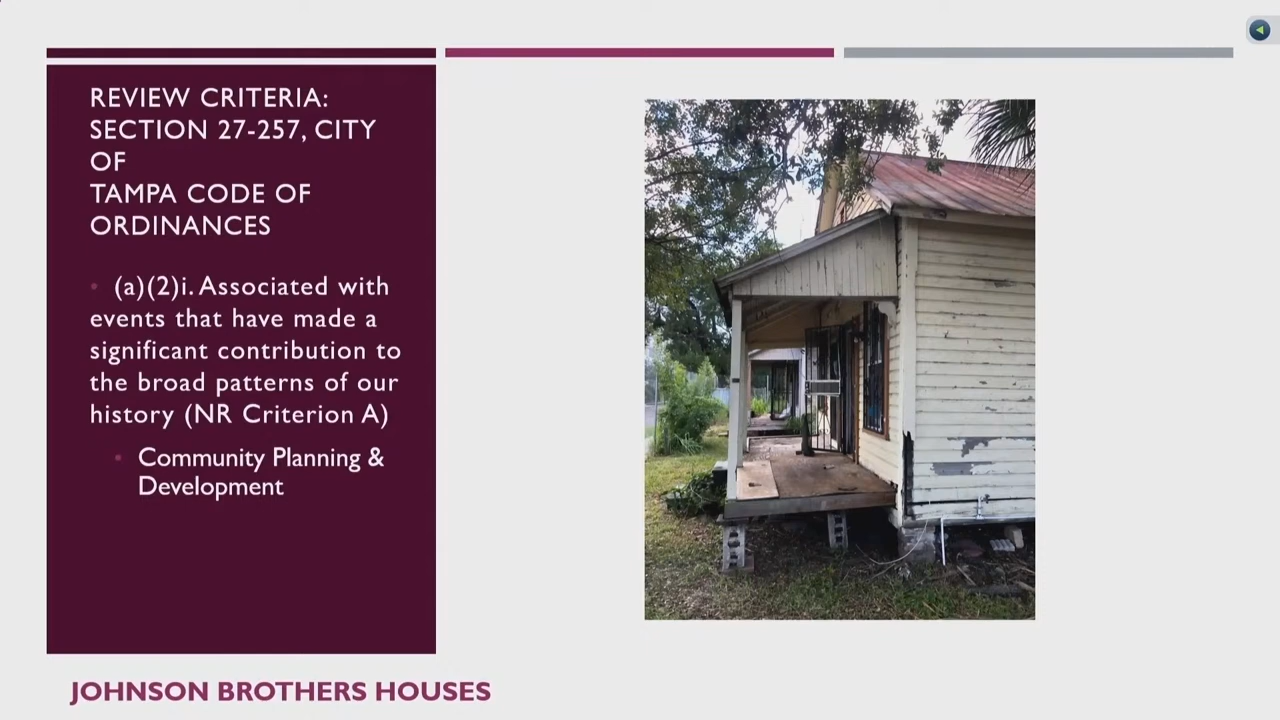 REVIEW CRITERIA:
SECTION 27-257, CITY
OF
TAMPA CODE OF
ORDINANCES
• (a)(2)i. Associated with
events that have made a
significant contribution to
the broad patterns of our
history (NR Criterion A)
• Community Planning &
Development
JOHNSON BROTHERS HOUSES